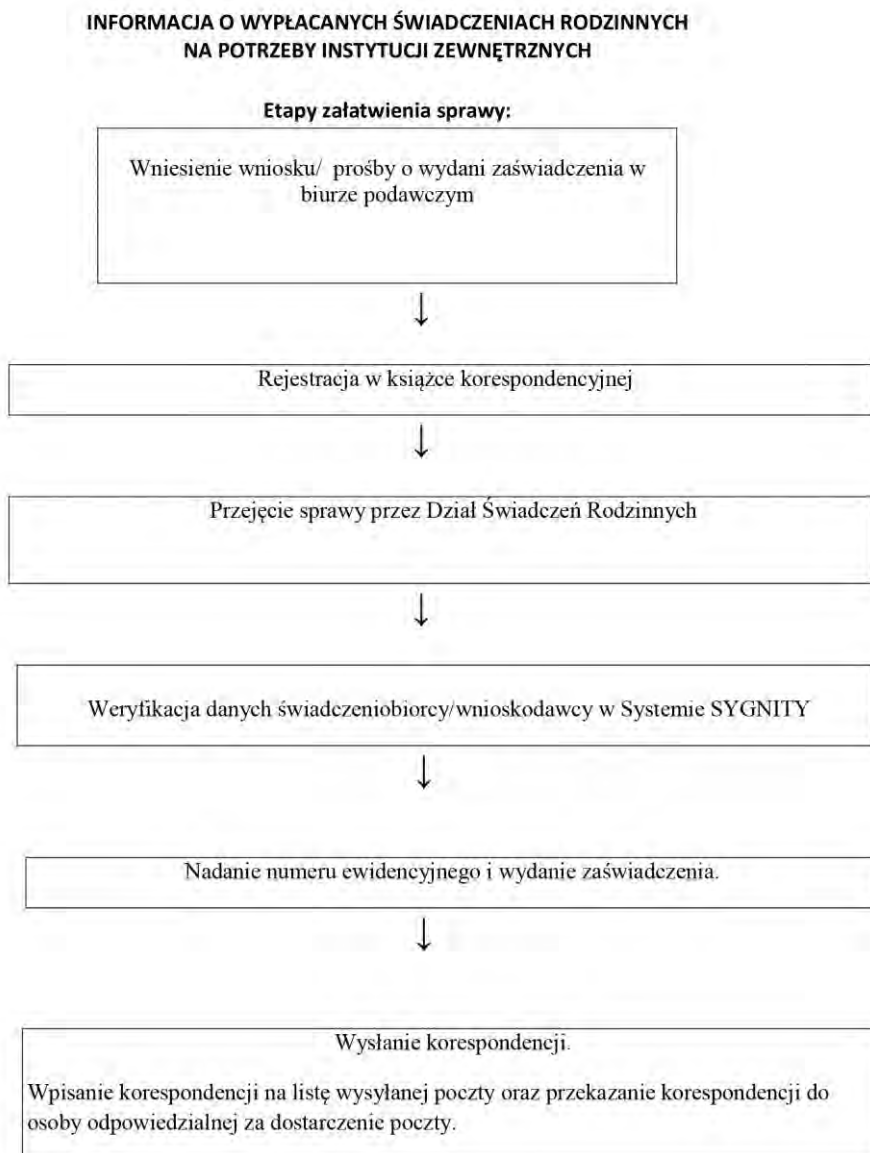 INFORMACJA O WYPŁACANYCH ŚWIADCZENIACH RODZINNYCH
NA POTRZEBY INSTYTUCJI ZEWNĘTRZNYCH
Etapy załatwienia sprawy:
Wniesienie wniosku/ prośby o wydani zaświadczenia w
biurze podawczym
↓
Rejestracja w książce korespondencyjnej
↓
Przejęcie sprawy przez Dział Świadczeń Rodzinnych
↓
Weryfikacja danych świadczeniobiorcy/wnioskodawcy w Systemie SYGNITY
↓
Nadanie numeru ewidencyjnego i wydanie zaświadczenia.
↓
Wysłanie korespondencji.
Wpisanie korespondencji na listę wysyłanej poczty oraz przekazanie korespondencji do
osoby odpowiedzialnej za dostarczenie poczty.